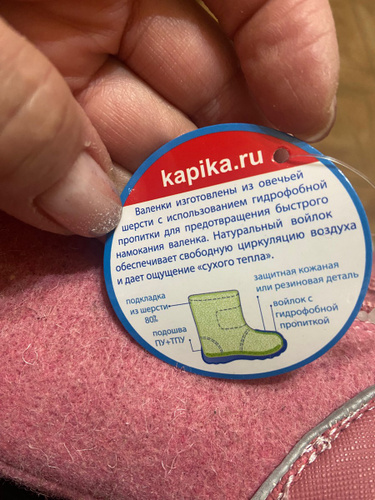 kapika.ru
Валенки изготовлены из овечьей
шерсти с использованием гидрофобной
пропитки для предотвращения быстрого
намокания валенка. Натуральный войлок
обеспечивает свободную циркуляцию воздуха
и дает ощущение «сухого тепла».
подкладка
из шерсти
80%
подошва
ПУ+ТПУ
защитная кожаная
или резиновая деталь
войлок с
гидрофобной
пропиткой